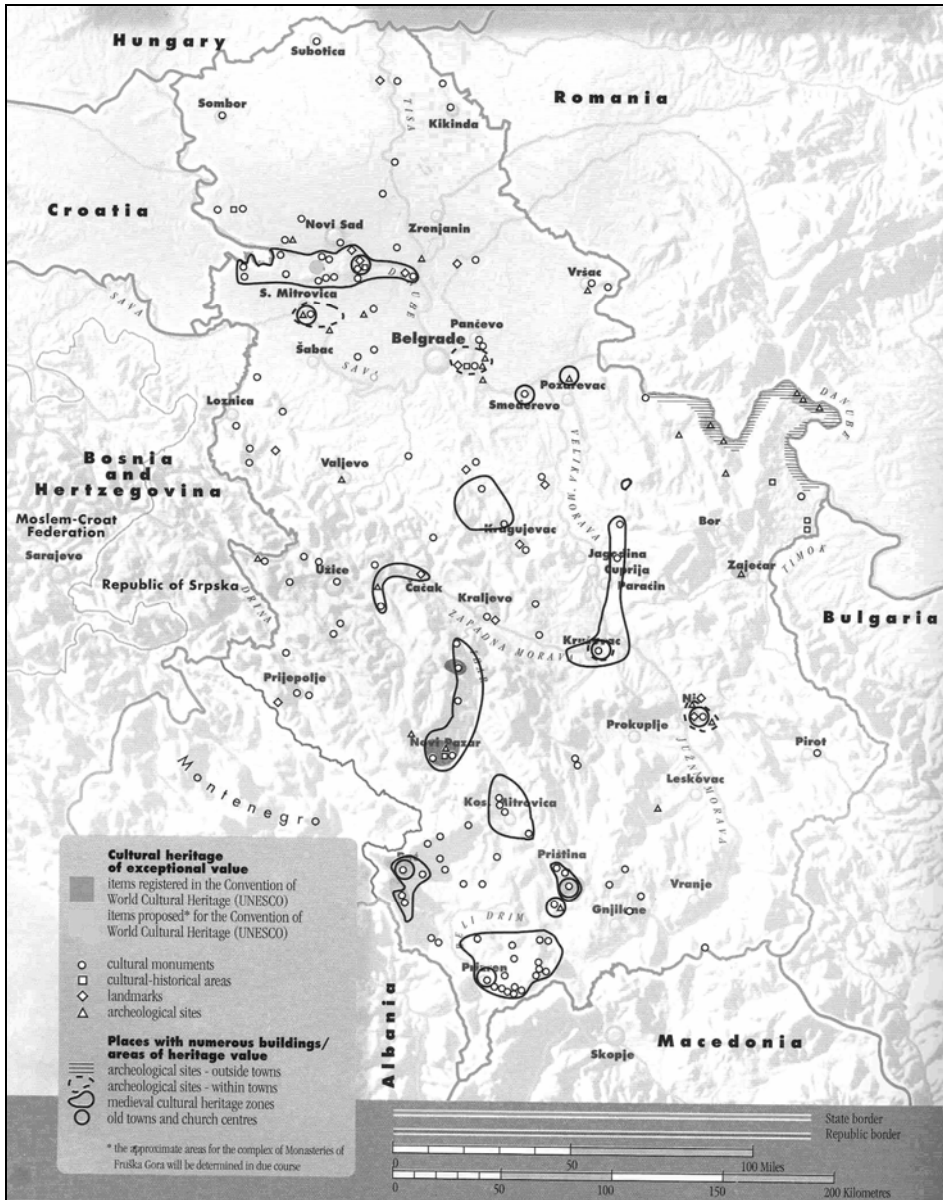 Hungary
Subotica
Romania
Sombor
TISA
Kikinda
Croatia
Novi Sad
Zrenjanin
Vršac
DANUBE
S. Mitrovica
SAVA
Pančevo
Belgrade
Šabac
SAVA
Požarevac
Smederevo
DANUBE
Loznica
VELIKA MORAVA
Bosnia
and
Hertzegovina
Valjevo
Moslem-Croat
Federation
Kragujevac
Bor
Sarajevo
Jagodina
Užice
Ćuprija
Zaječar
TIMOK
Republic of Srpska
Čačak
Paraćin
DRINA
Kraljevo
Bulgaria
ZAPADNA MORAVA
Kruševac
IBAR
Prijepolje
Niš
Prokuplje
Novi Pazar
Pirot
JUŽNA MORAVA
Montenegro
Leskovac
Kos. Mitrovica
Priština
Vranje
Gnjilane
BELI DRIM
Prizren
Albania
Macedonia
Skopje
Cultural heritage
of exceptional value
items registered in the Convention of
World Cultural Heritage (UNESCO)
items proposed* for the Convention of
World Cultural Heritage (UNESCO)
cultural monuments
cultural-historical areas
landmarks
archeological sites
Places with numerous buildings/
areas of heritage value
archeological sites - outside towns
archeological sites - within towns
medieval cultural heritage zones
old towns and church centres
* the approximate areas for the complex of Monasteries of
Fruška Gora will be determined in due course
State border
Republic border
0 50 100 Miles
0 50 100 150 200 Kilometres